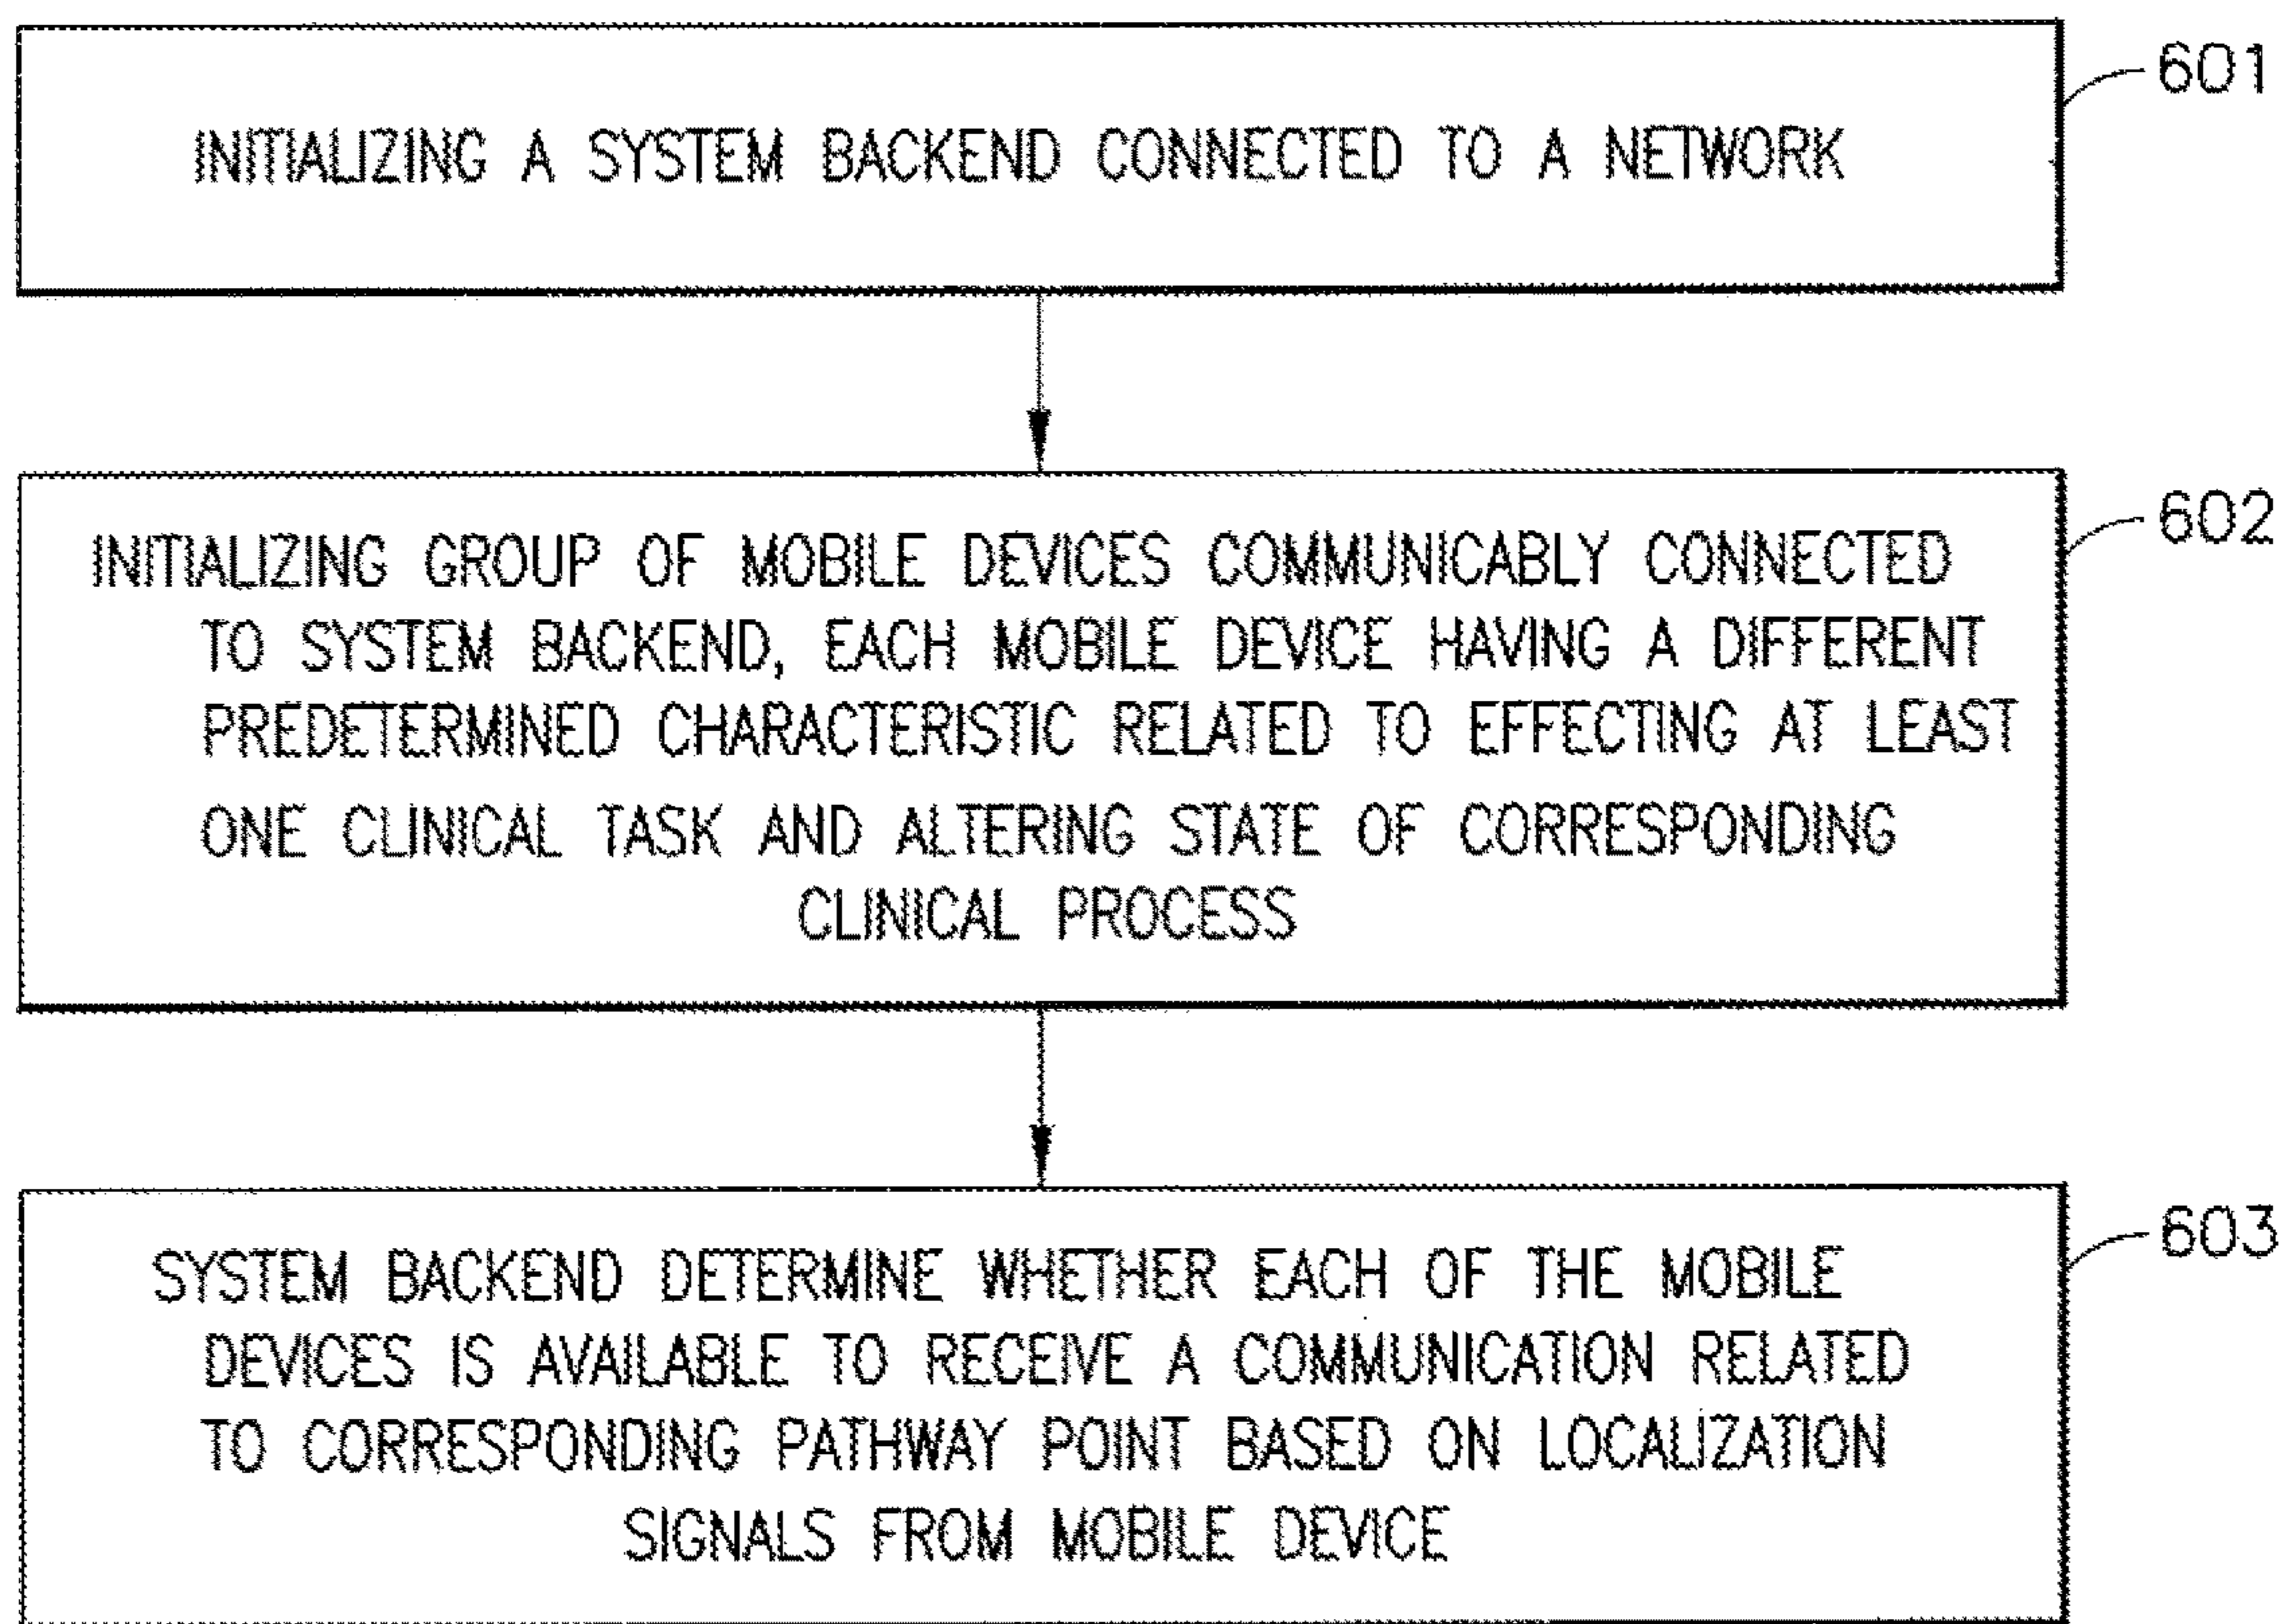 601
INITIALIZING A SYSTEM BACKEND CONNECTED TO A NETWORK
602
INITIALIZING GROUP OF MOBILE DEVICES COMMUNICABLY CONNECTED
TO SYSTEM BACKEND, EACH MOBILE DEVICE HAVING A DIFFERENT
PREDETERMINED CHARACTERISTIC RELATED TO EFFECTING AT LEAST
ONE CLINICAL TASK AND ALTERING STATE OF CORRESPONDING
CLINICAL PROCESS
603
SYSTEM BACKEND DETERMINE WHETHER EACH OF THE MOBILE
DEVICES IS AVAILABLE TO RECEIVE A COMMUNICATION RELATED
TO CORRESPONDING PATHWAY POINT BASED ON LOCALIZATION
SIGNALS FROM MOBILE DEVICE